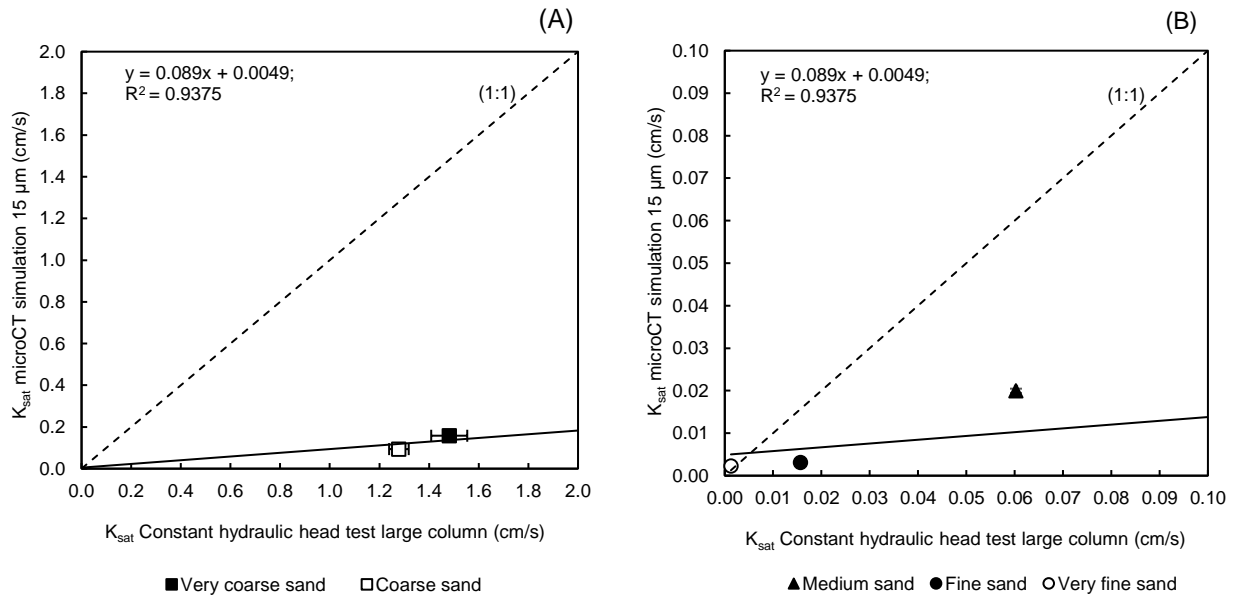 (A)
y = 0.089x + 0.0049;
R² = 0.9375
(1:1)
2.0
1.8
1.6
1.4
1.2
1.0
0.8
0.6
0.4
0.2
0.0
0.0 0.2 0.4 0.6 0.8 1.0 1.2 1.4 1.6 1.8 2.0
Ksat microCT simulation 15 µm (cm/s)
Ksat Constant hydraulic head test large column (cm/s)
Very coarse sand Coarse sand
(B)
y = 0.089x + 0.0049;
R² = 0.9375
(1:1)
0.10
0.09
0.08
0.07
0.06
0.05
0.04
0.03
0.02
0.01
0.00
0.00 0.01 0.02 0.03 0.04 0.05 0.06 0.07 0.08 0.09 0.10
Ksat microCT simulation 15 µm (cm/s)
Ksat Constant hydraulic head test large column (cm/s)
Medium sand Fine sand Very fine sand